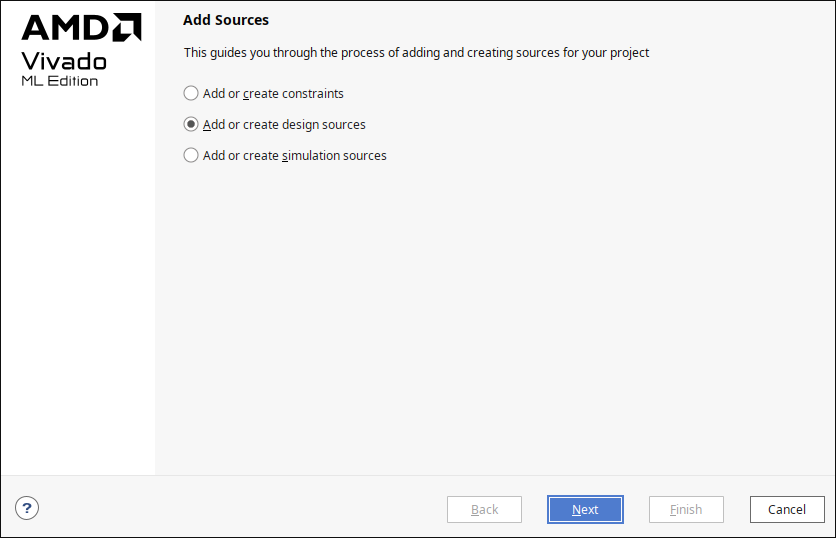 AMD
Vivado
ML Edition
Add Sources
This guides you through the process of adding and creating sources for your project
Add or create constraints
Add or create design sources
Add or create simulation sources
?
Back
Next
Finish
Cancel